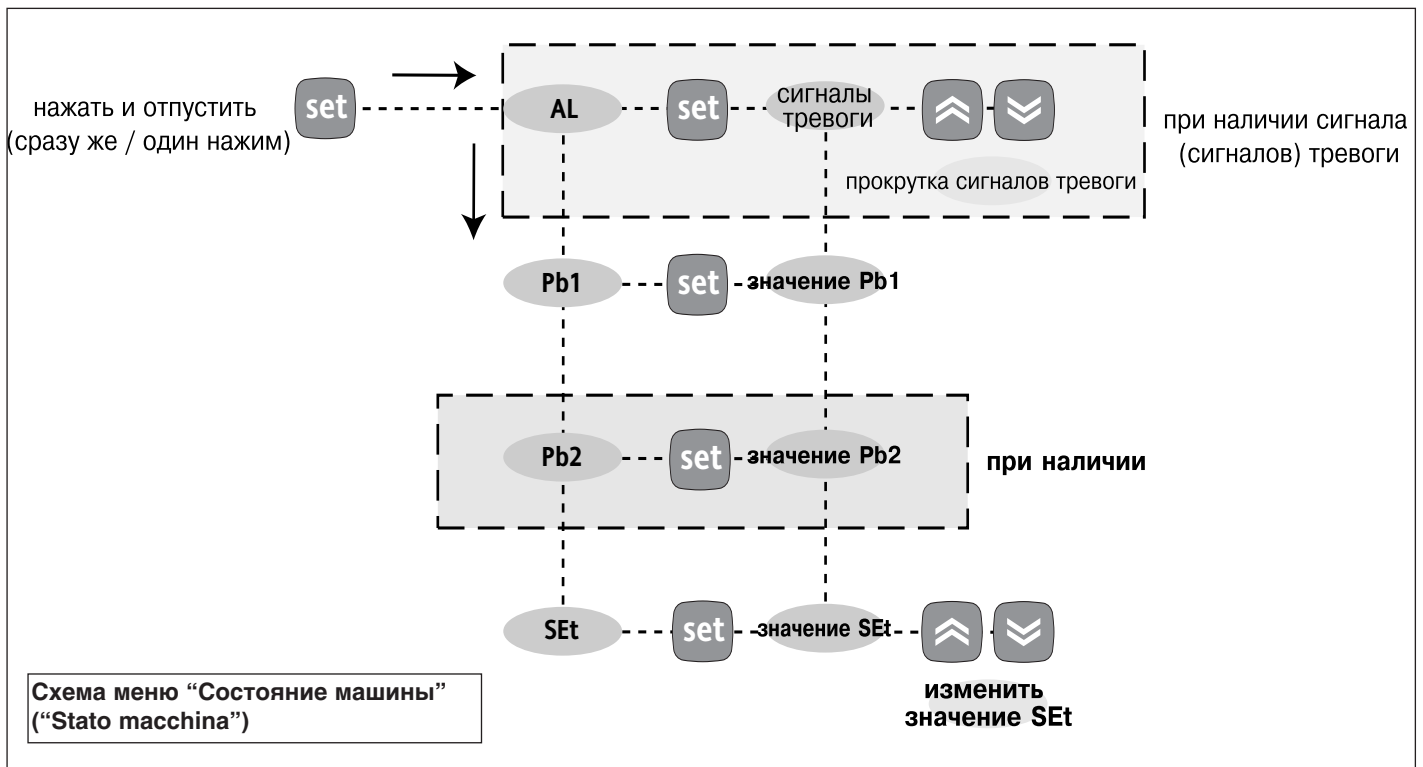 нажать и отпустить
(сразу же / один нажим)
set
AL
set
сигналы
тревоги
прокрутка сигналов тревоги
при наличии сигнала
(сигналов) тревоги
Pb1
set
значение Pb1
Pb2
set
значение Pb2
при наличии
SEt
set
значение SEt
изменить
значение SEt
Схема меню “Состояние машины”
(“Stato macchina”)